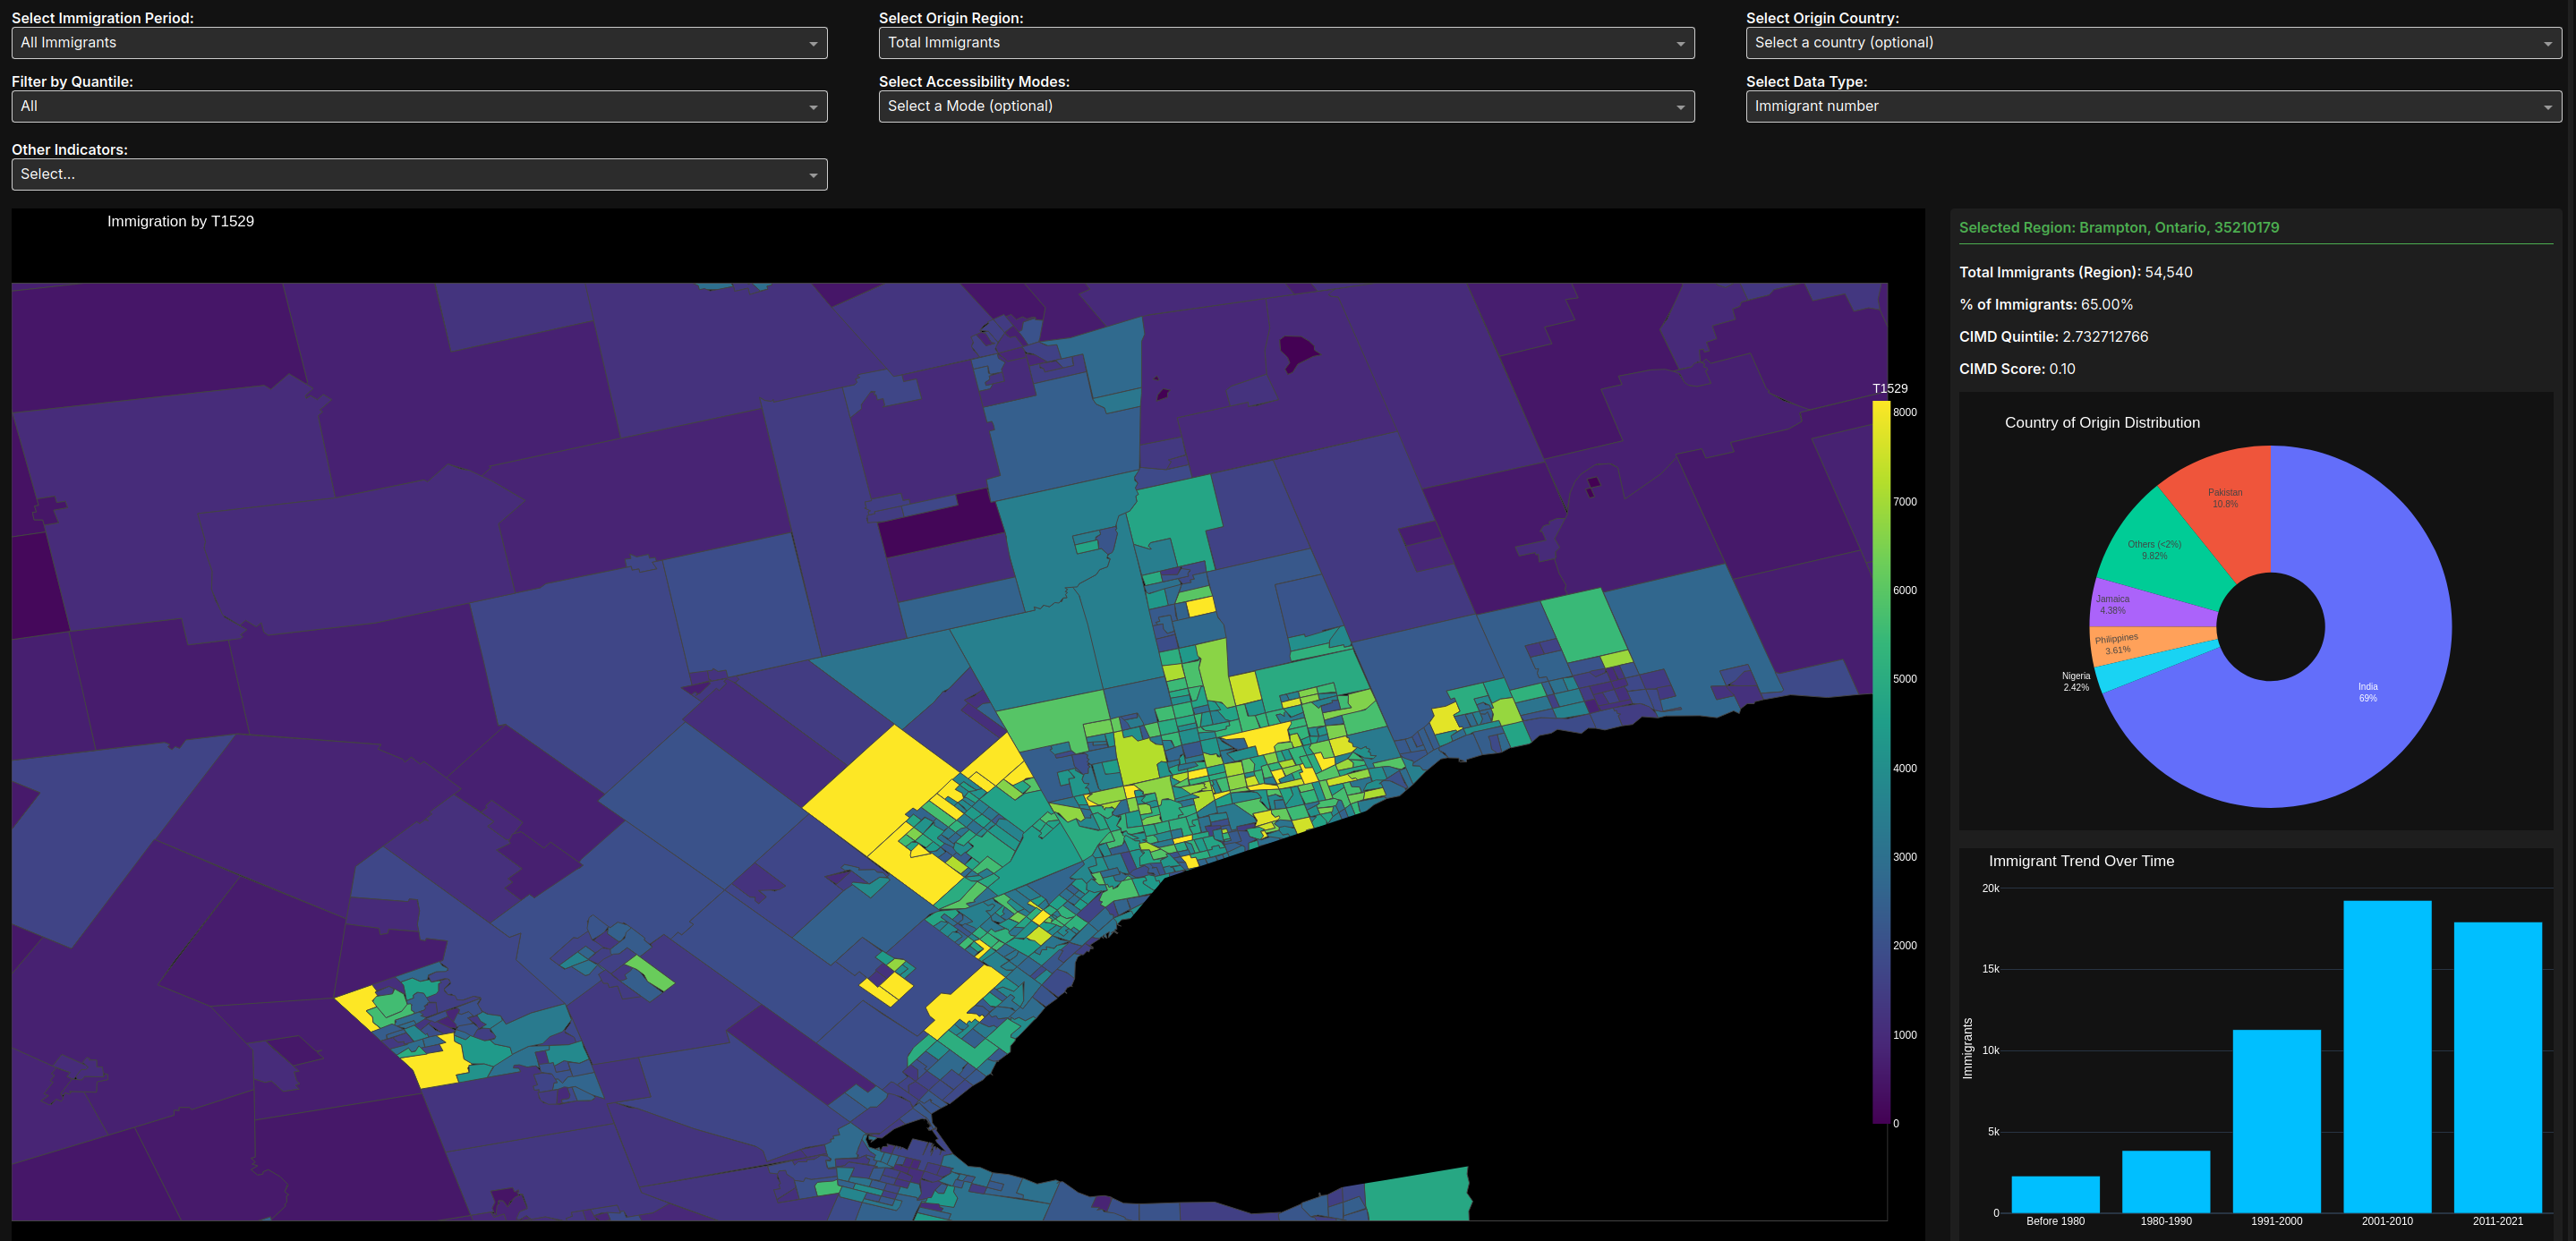 Select Immigration Period:
All Immigrants
Select Origin Region:
Total Immigrants
Select Origin Country:
Select a country (optional)
Filter by Quantile:
All
Select Accessibility Modes:
Select a Mode (optional)
Select Data Type:
Immigrant number
Other Indicators:
Select...
Immigration by T1529
T1529
8000
7000
6000
5000
4000
3000
2000
1000
0
Selected Region: Brampton, Ontario, 35210179
Total Immigrants (Region): 54,540
% of Immigrants: 65.00%
CIMD Quintile: 2.732712766
CIMD Score: 0.10
Country of Origin Distribution
Pakistan
10.8%
Others (<2%)
9.82%
Jamaica
4.38%
Philippines
3.61%
Nigeria
2.42%
India
69%
Immigrant Trend Over Time
Immigrants
20k
15k
10k
5k
0
Before 1980
1980-1990
1991-2000
2001-2010
2011-2021